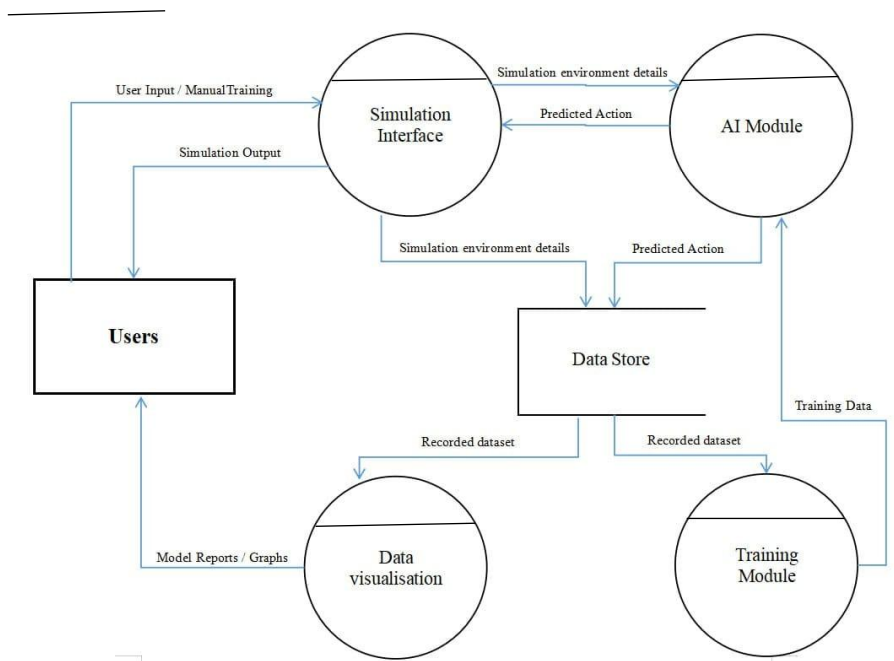 Simulation environment details
User Input / ManualTraining
Predicted Action
Simulation
Interface
AI Module
Simulation Output
Simulation environment details
Predicted Action
Users
Data Store
Training Data
Recorded dataset
Recorded dataset
Model Reports / Graphs
Data
visualisation
Training
Module